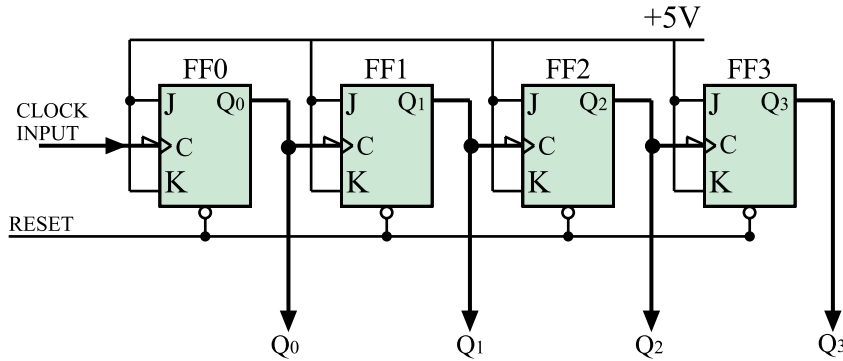 +5V
FF0 FF1 FF2 FF3
J Q0 J Q1 J Q2 J Q3
CLOCK
INPUT
C C C C
K K K K
RESET
Q0 Q1 Q2 Q3